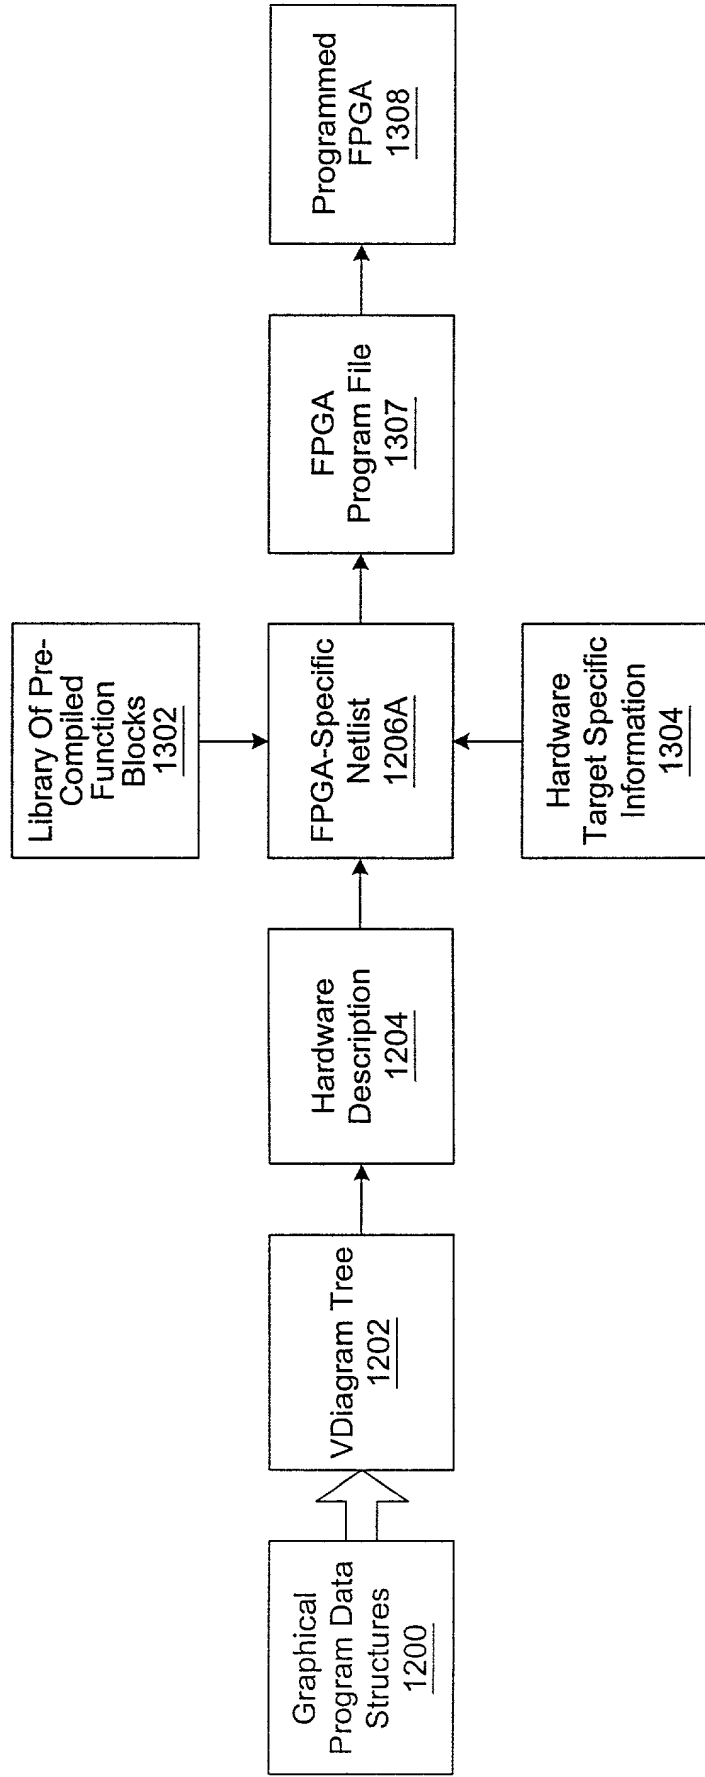 Graphical
Program Data
Structures
1200
VDiagram Tree
1202
Hardware
Description
1204
Library Of Pre-
Compiled
Function
Blocks
1302
FPGA-Specific
Netlist
1206A
Hardware
Target Specific
Information
1304
FPGA
Program File
1307
Programmed
FPGA
1308